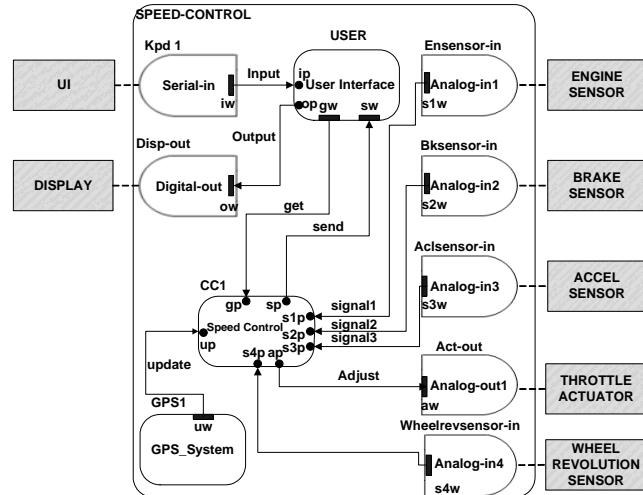 SPEED-CONTROL
USER
Kpd 1
Ensensor-in
UI
Serial-in
iw
Input
ip
User Interface
op
gw
sw
Analog-in1
s1w
ENGINE
SENSOR
Disp-out
Output
Bksensor-in
DISPLAY
Digital-out
ow
Analog-in2
s2w
BRAKE
SENSOR
get
send
Aclsensor-in
CC1
gp
sp
Analog-in3
s3w
ACCEL
SENSOR
s1p
signal1
Speed Control
s2p
signal2
up
s3p
signal3
s4p
ap
update
Act-out
Adjust
Analog-out1
aw
THROTTLE
ACTUATOR
GPS1
uw
GPS_System
Wheelrevsensor-in
Analog-in4
s4w
WHEEL
REVOLUTION
SENSOR